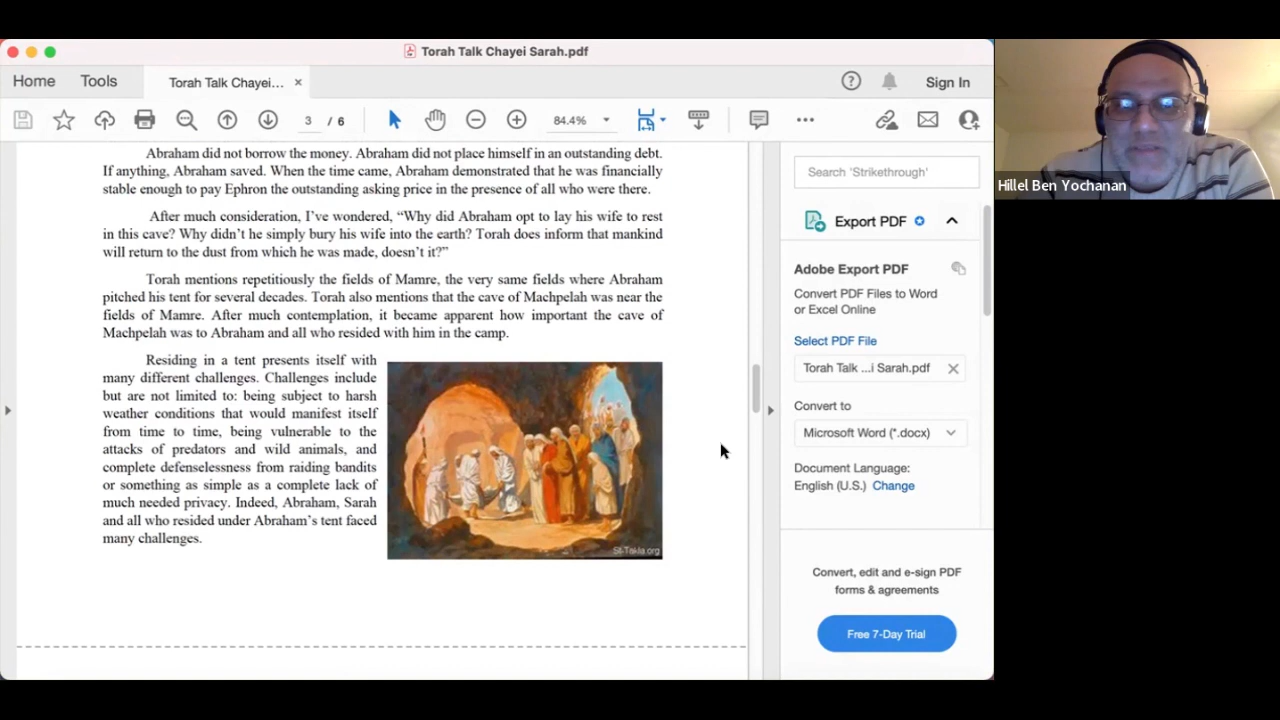 Torah Talk Chayei Sarah.pdf
Home
Tools
Torah Talk Chayei...
Sign In
3 / 6
84.4%
Abraham did not borrow the money. Abraham did not place himself in an outstanding debt.
If anything, Abraham saved. When the time came, Abraham demonstrated that he was financially
stable enough to pay Ephron the outstanding asking price in the presence of all who were there.
After much consideration, I've wondered, “Why did Abraham opt to lay his wife to rest
in this cave? Why didn't he simply bury his wife into the earth? Torah does inform that mankind
will return to the dust from which he was made, doesn't it?”
Torah mentions repetitiously the fields of Mamre, the very same fields where Abraham
pitched his tent for several decades. Torah also mentions that the cave of Machpelah was near the
fields of Mamre. After much contemplation, it became apparent how important the cave of
Machpelah was to Abraham and all who resided with him in the camp.
Residing in a tent presents itself with
many different challenges. Challenges include
but are not limited to: being subject to harsh
weather conditions that would manifest itself
from time to time, being vulnerable to the
attacks of predators and wild animals, and
complete defenselessness from raiding bandits
or something as simple as a complete lack of
much needed privacy. Indeed, Abraham, Sarah
and all who resided under Abraham's tent faced
many challenges.
St-Takla.org
Search 'Strikethrough'
Export PDF
Adobe Export PDF
Convert PDF Files to Word
or Excel Online
Select PDF File
Torah Talk ...i Sarah.pdf
Convert to
Microsoft Word (*.docx)
Document Language:
English (U.S.) Change
Convert, edit and e-sign PDF
forms & agreements
Free 7-Day Trial
Hillel Ben Yochanan